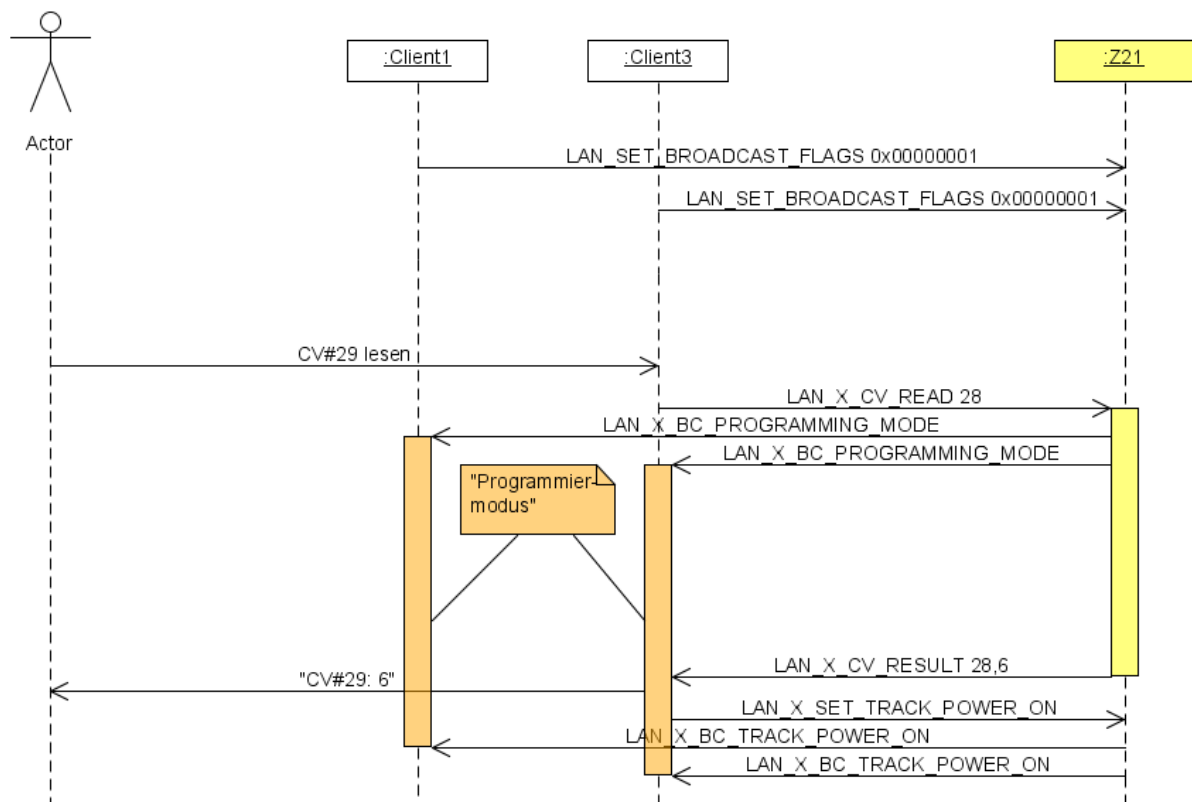 :Client1
:Client3
:Z21
Actor
LAN_SET_BROADCAST_FLAGS 0x00000001
LAN_SET_BROADCAST_FLAGS 0x00000001
CV#29 lesen
LAN_X_CV_READ 28
LAN_X_BC_PROGRAMMING_MODE
LAN_X_BC_PROGRAMMING_MODE
"Programmier-
modus"
LAN_X_CV_RESULT 28,6
"CV#29: 6"
LAN_X_SET_TRACK_POWER_ON
LAN_X_BC_TRACK_POWER_ON
LAN_X_BC_TRACK_POWER_ON